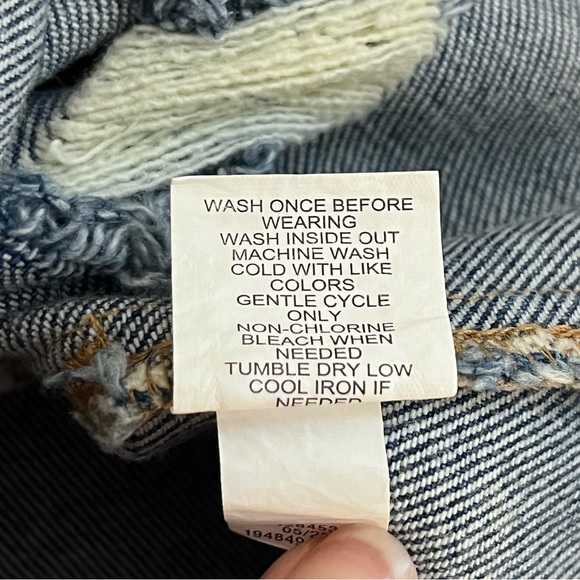 WASH ONCE BEFORE
WEARING
WASH INSIDE OUT
MACHINE WASH
COLD WITH LIKE
COLORS
GENTLE CYCLE
ONLY
NON-CHLORINE
BLEACH WHEN
NEEDED
TUMBLE DRY LOW
COOL IRON IF
NEEDED